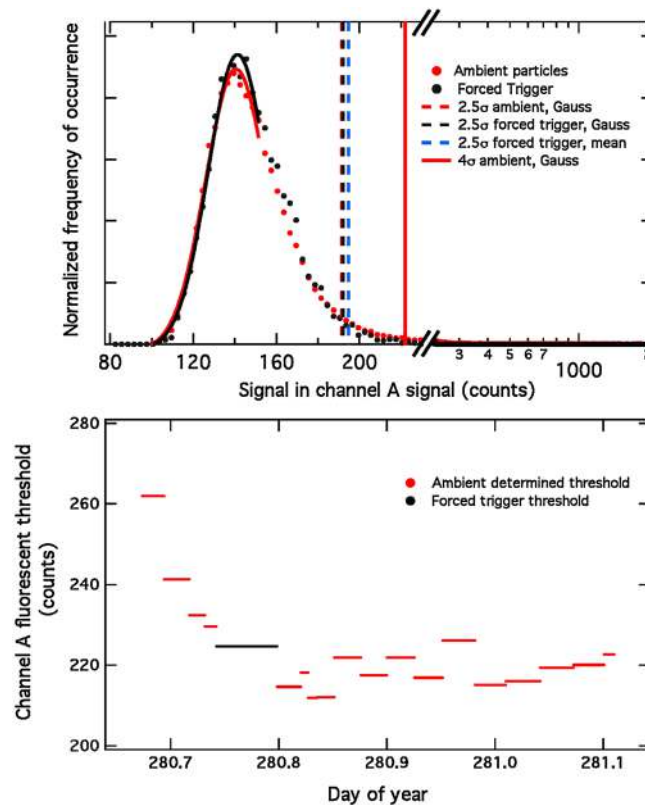 Normalized frequency of occurrence
Ambient particles
Forced Trigger
2.5σ ambient, Gauss
2.5σ forced trigger, Gauss
2.5σ forced trigger, mean
4σ ambient, Gauss
80 120 160 200 3 4 5 6 7 1000
Signal in channel A signal (counts)
Channel A fluorescent threshold
(counts)
280
260
240
220
200
Ambient determined threshold
Forced trigger threshold
280.7 280.8 280.9 281.0 281.1
Day of year